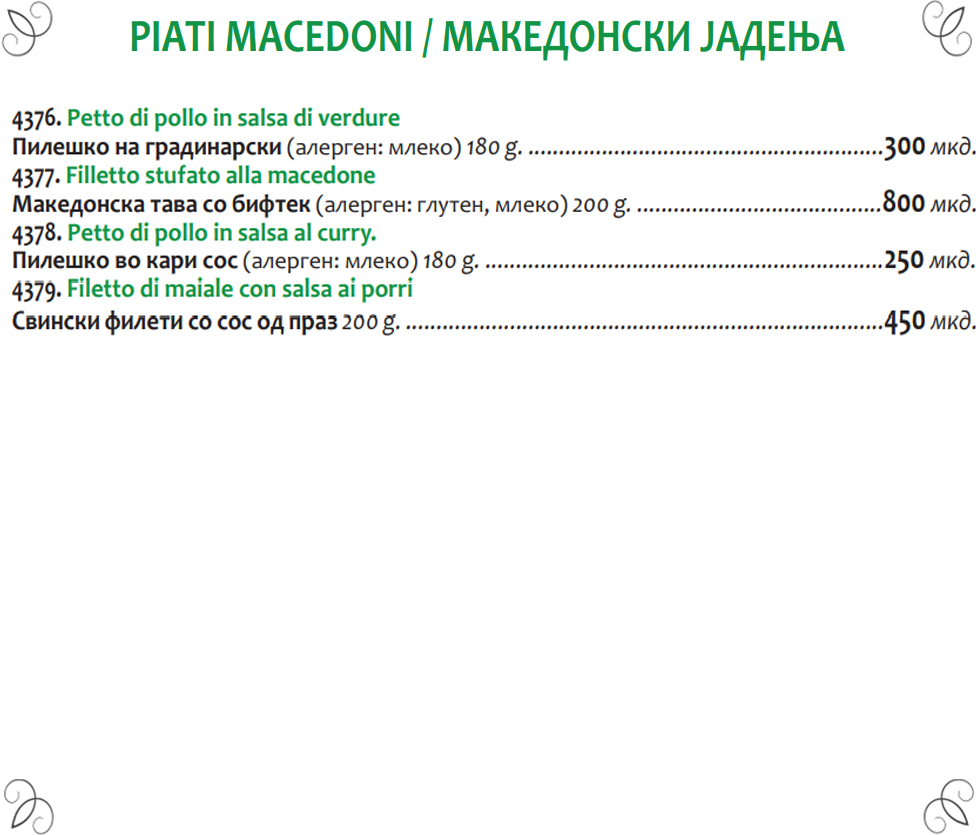 PIATI MACEDONI / МАКЕДОНСКИ ЈАДЕЊА
4376. Petto di pollo in salsa di verdure
Пилешко на градинарски (алерген: млеко) 180 g. ............................................................300 мкд.
4377. Filletto stufato alla macedone
Македонска тава со бифтек (алерген: глутен, млеко) 200 g. .........................................800 мкд.
4378. Petto di pollo in salsa al curry.
Пилешко во кари сос (алерген: млеко) 180 g. ...................................................................250 мкд.
4379. Filetto di maiale con salsa ai porri
Свински филети со сос од праз 200 g. ................................................................................450 мкд.